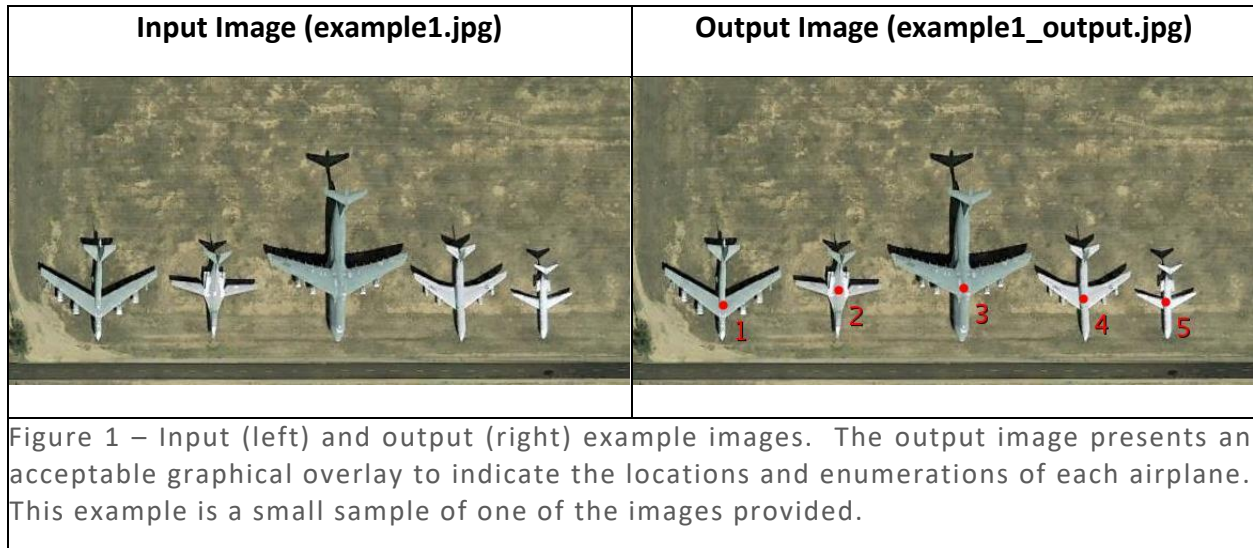 Input Image (example1.jpg)
Output Image (example1_output.jpg)
1
2
3
4
5
Figure 1 – Input (left) and output (right) example images. The output image presents an
acceptable graphical overlay to indicate the locations and enumerations of each airplane.
This example is a small sample of one of the images provided.